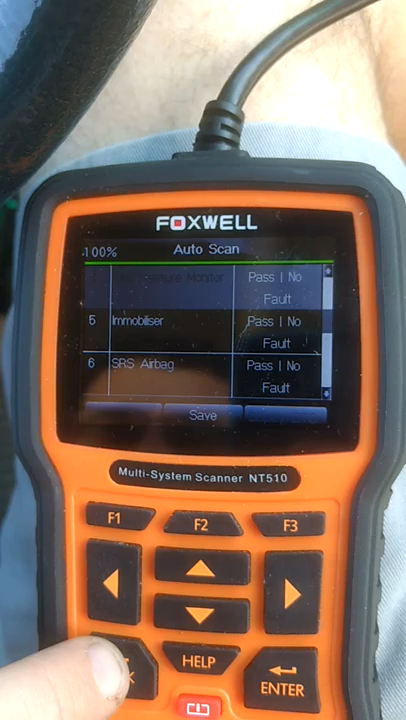 FOXWELL
100%
Auto Scan
Monitor
Pass | No
Fault
5
Immobiliser
Pass | No
Fault
6
SRS Airbag
Pass | No
Fault
Save
Multi-System Scanner NT510
F1
F2
F3
HELP
ENTER